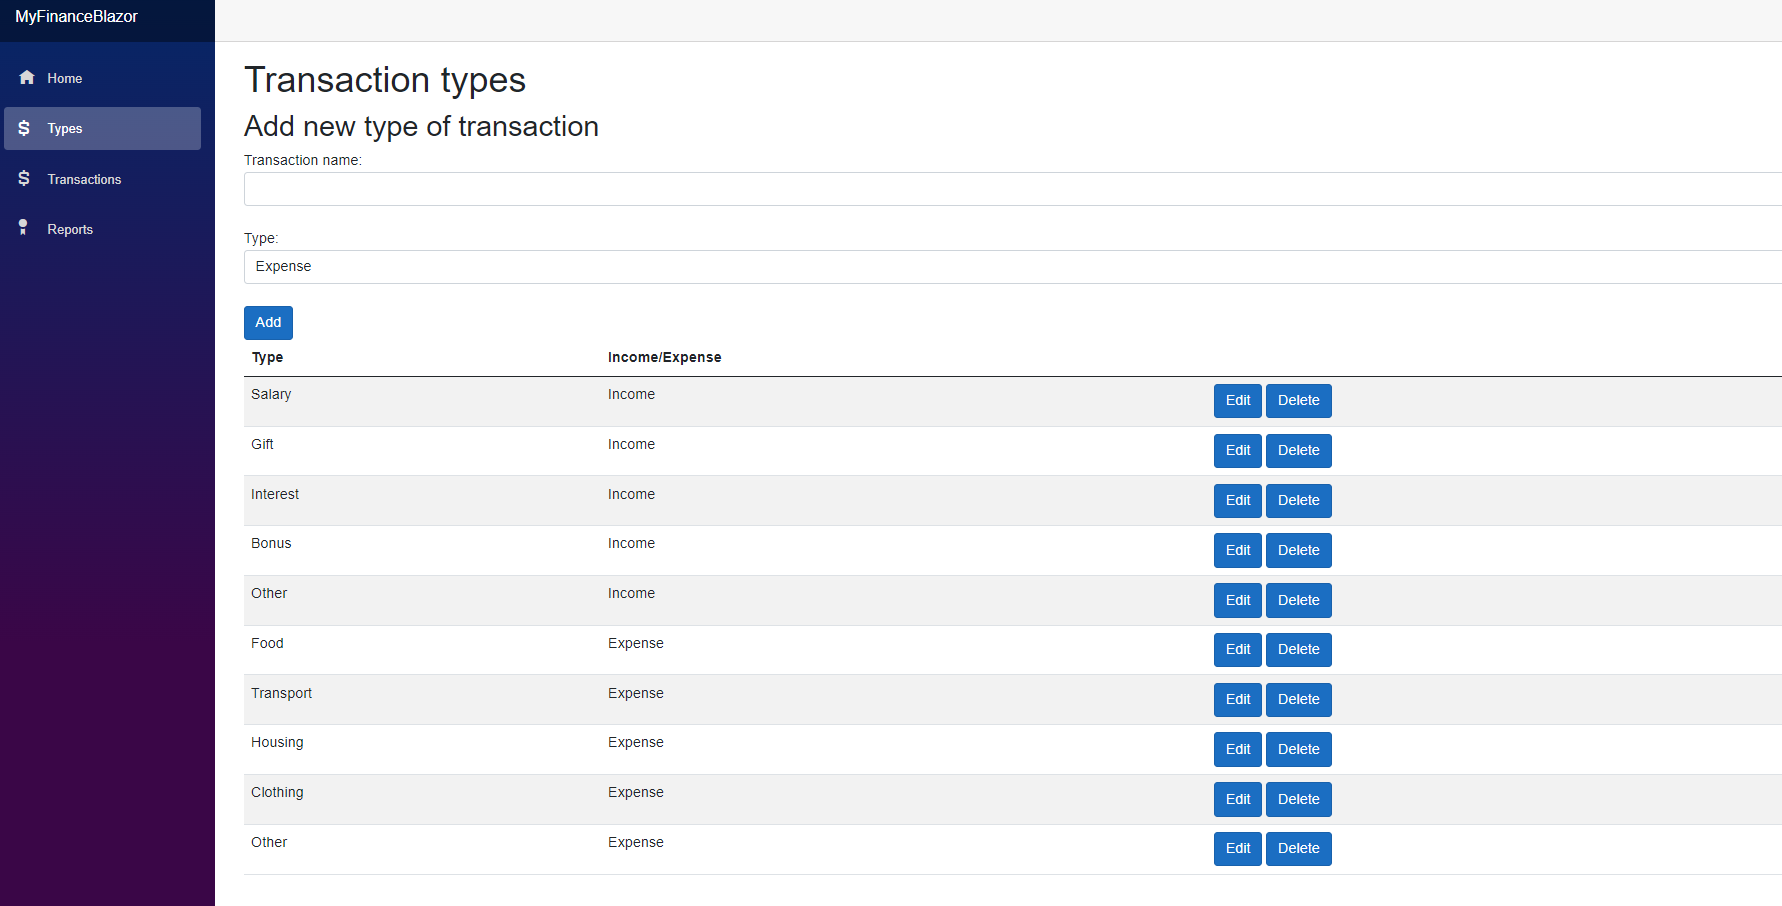 MyFinanceBlazor
Home
Types
Transactions
Reports
Transaction types
Add new type of transaction
Transaction name:
Type:
Expense
Add
Type Income/Expense
Salary Income Edit Delete
Gift Income Edit Delete
Interest Income Edit Delete
Bonus Income Edit Delete
Other Income Edit Delete
Food Expense Edit Delete
Transport Expense Edit Delete
Housing Expense Edit Delete
Clothing Expense Edit Delete
Other Expense Edit Delete